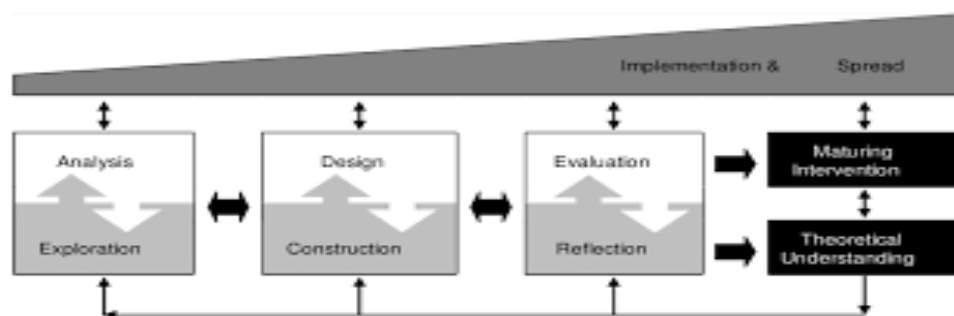 Implementation & Spread
Analysis
Exploration
Design
Construction
Evaluation
Reflection
Maturing
Intervention
Theoretical
Understanding